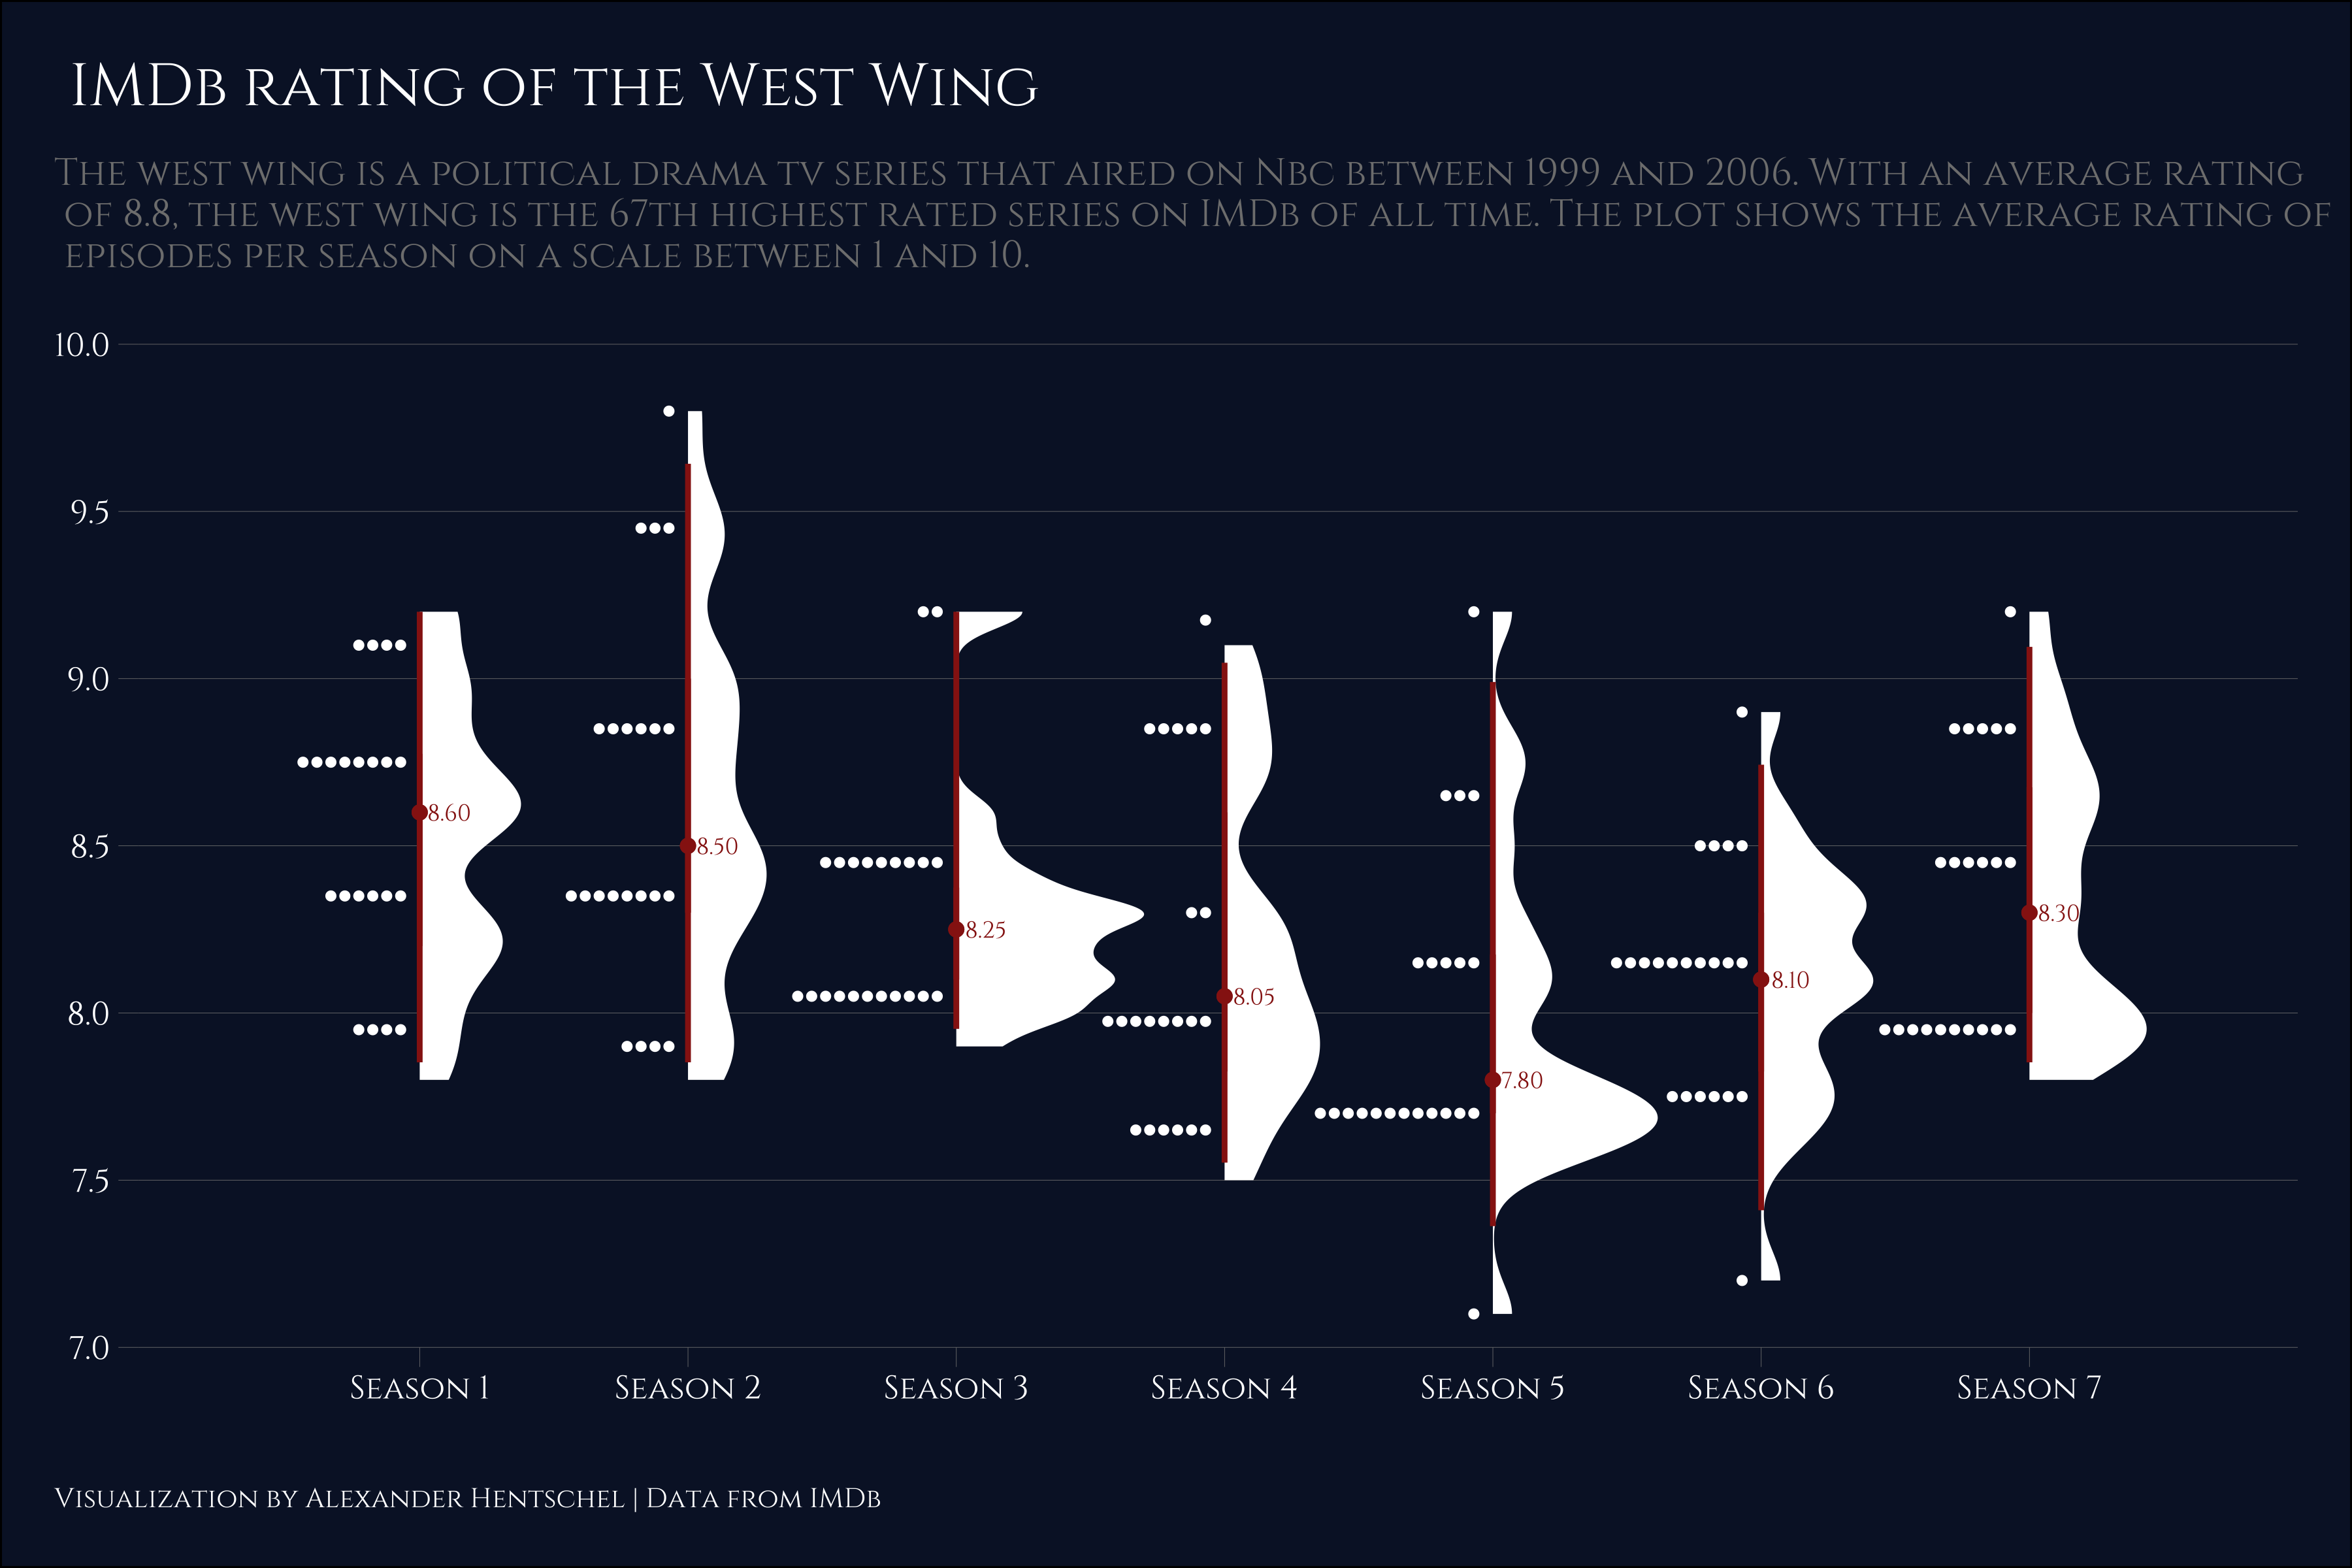 IMDb rating of the West Wing
The west wing is a political drama tv series that aired on Nbc between 1999 and 2006. With an average rating
of 8.8, the west wing is the 67th highest rated series on IMDb of all time. The plot shows the average rating of
episodes per season on a scale between 1 and 10.
10.0
9.5
9.0
8.60
8.5
8.50
8.25
8.30
8.05
8.10
8.0
7.80
7.5
7.0
Season 1 Season 2 Season 3 Season 4 Season 5 Season 6 Season 7
Visualization by Alexander Hentschel | Data from IMDb